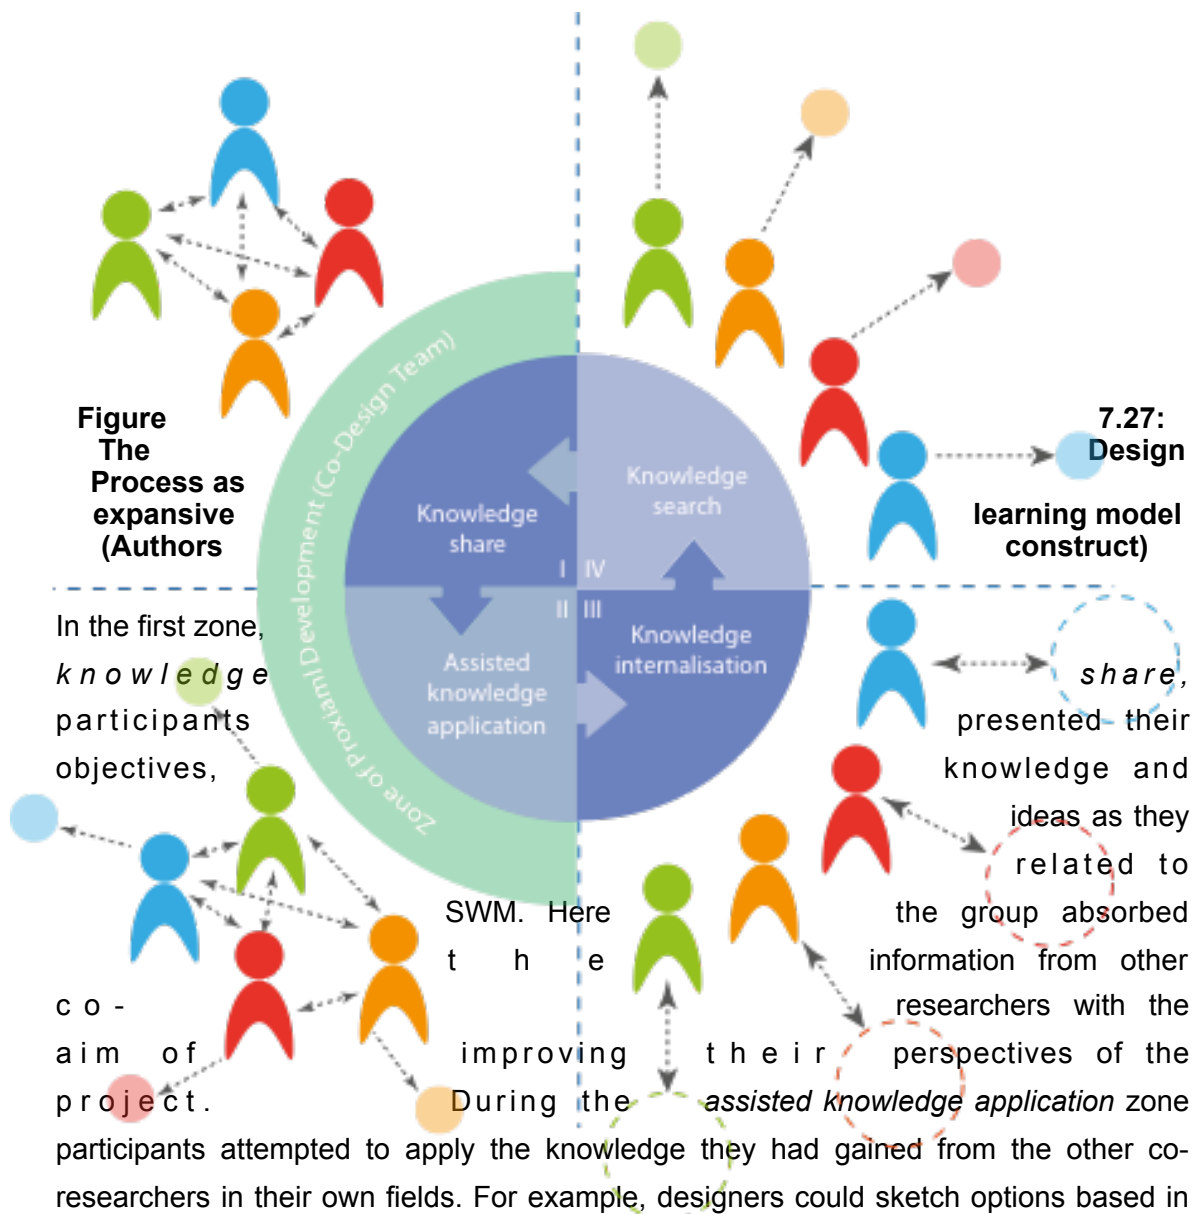 Figure 7.27:
The Design
Process as
expansive learning model
(Authors construct)
Zone of Proxiaml Development (Co-Design Team)
Knowledge
share
Knowledge
search
I IV
II III
Assisted
knowledge
application
Knowledge
internalisation
In the first zone,
knowledge share,
participants presented their
objectives, knowledge and
ideas as they
related to
SWM. Here the group absorbed
the information from other
co- researchers with the
aim of improving their perspectives of the
project. During the assisted knowledge application zone
participants attempted to apply the knowledge they had gained from the other co-
researchers in their own fields. For example, designers could sketch options based in